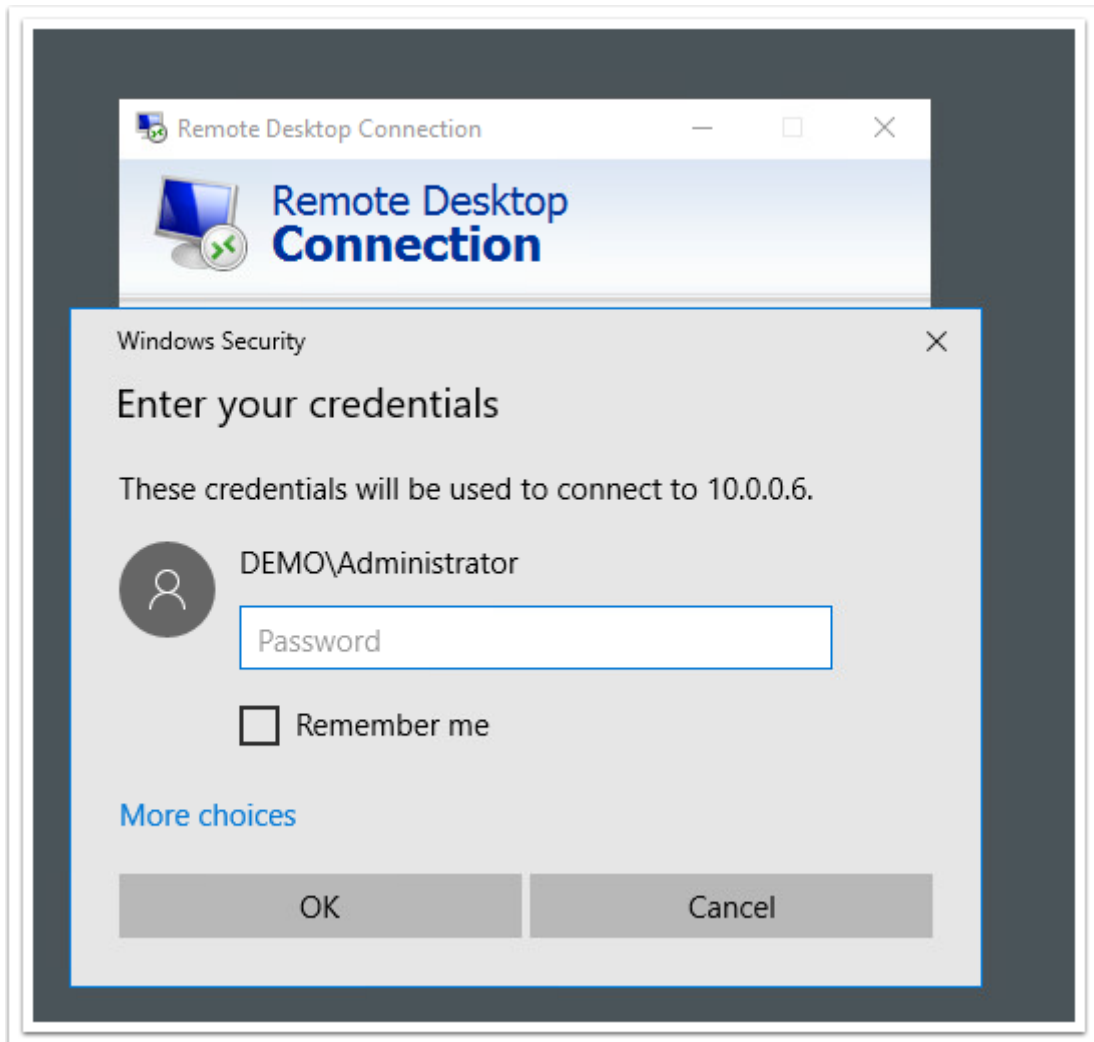 Remote Desktop Connection
Remote Desktop
Connection
Windows Security
Enter your credentials
These credentials will be used to connect to 10.0.0.6.
DEMO\Administrator
Password
Remember me
More choices
OK
Cancel